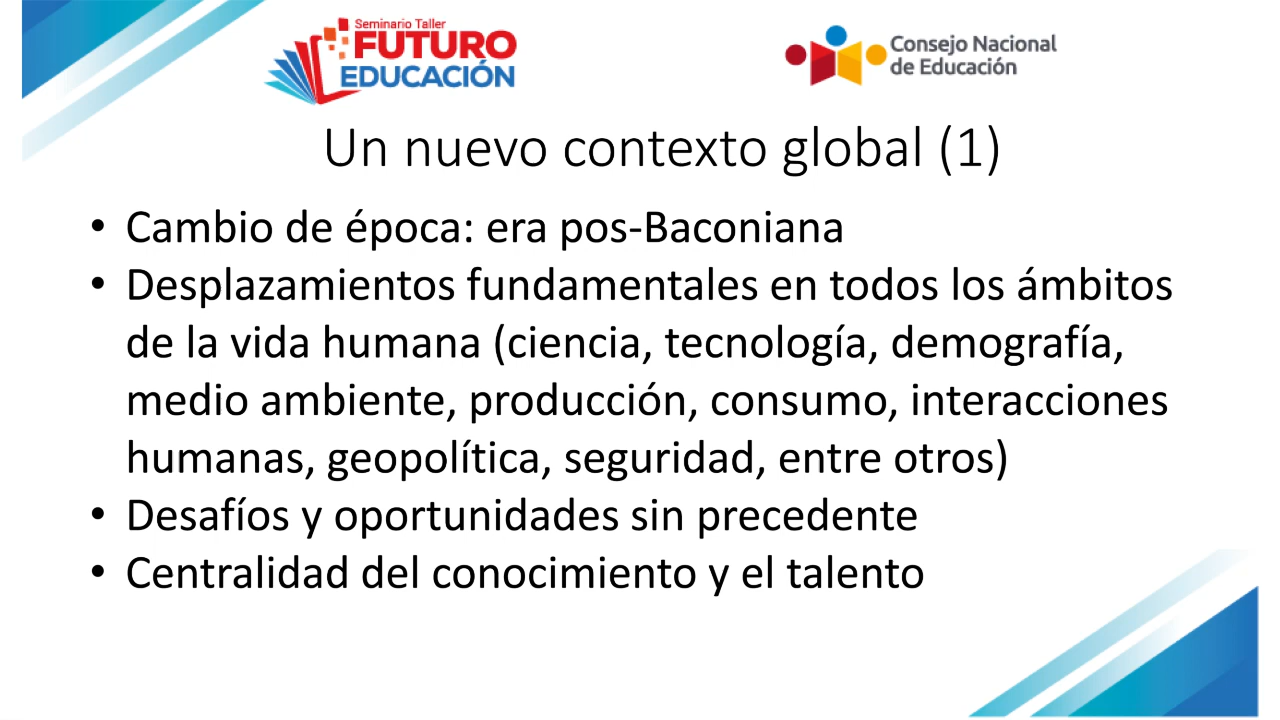 Seminario Taller
FUTURO
EDUCACIÓN
Consejo Nacional
de Educación
Un nuevo contexto global (1)
• Cambio de época: era pos-Baconiana
• Desplazamientos fundamentales en todos los ámbitos
de la vida humana (ciencia, tecnología, demografía,
medio ambiente, producción, consumo, interacciones
humanas, geopolítica, seguridad, entre otros)
• Desafíos y oportunidades sin precedente
• Centralidad del conocimiento y el talento